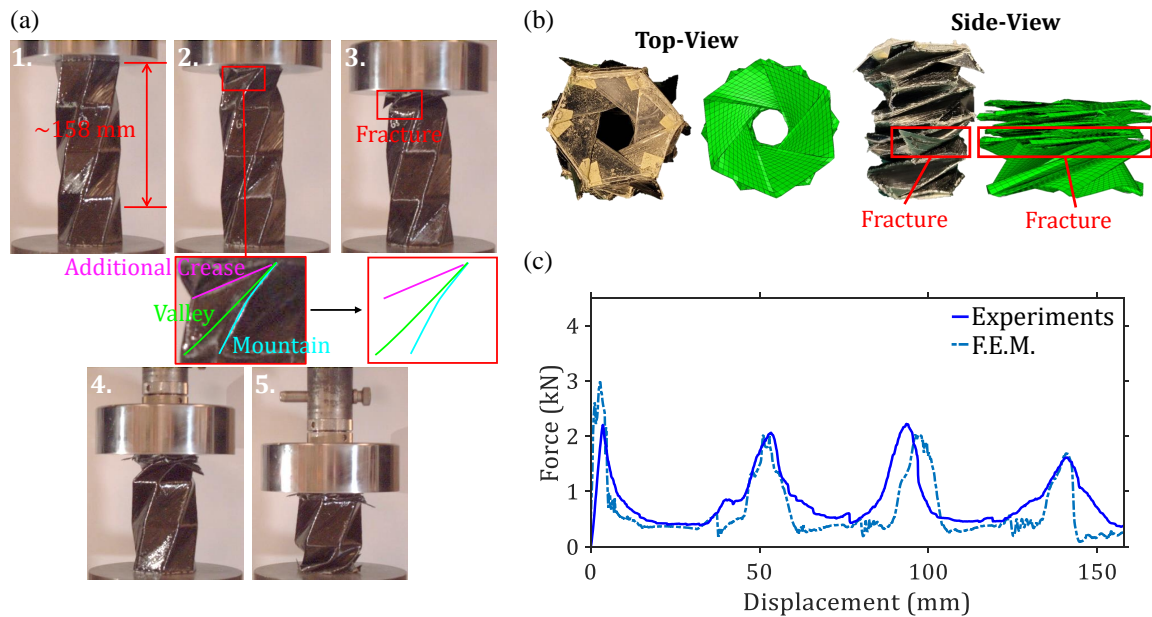 (a)
1.
2.
3.
~158 mm
Fracture
Additional Crease
Valley
Mountain
4.
5.
(b)
Top-View
Side-View
Fracture
Fracture
(c)
Experiments
F.E.M.
Force (kN)
4
3
2
1
0
0
50
100
150
Displacement (mm)